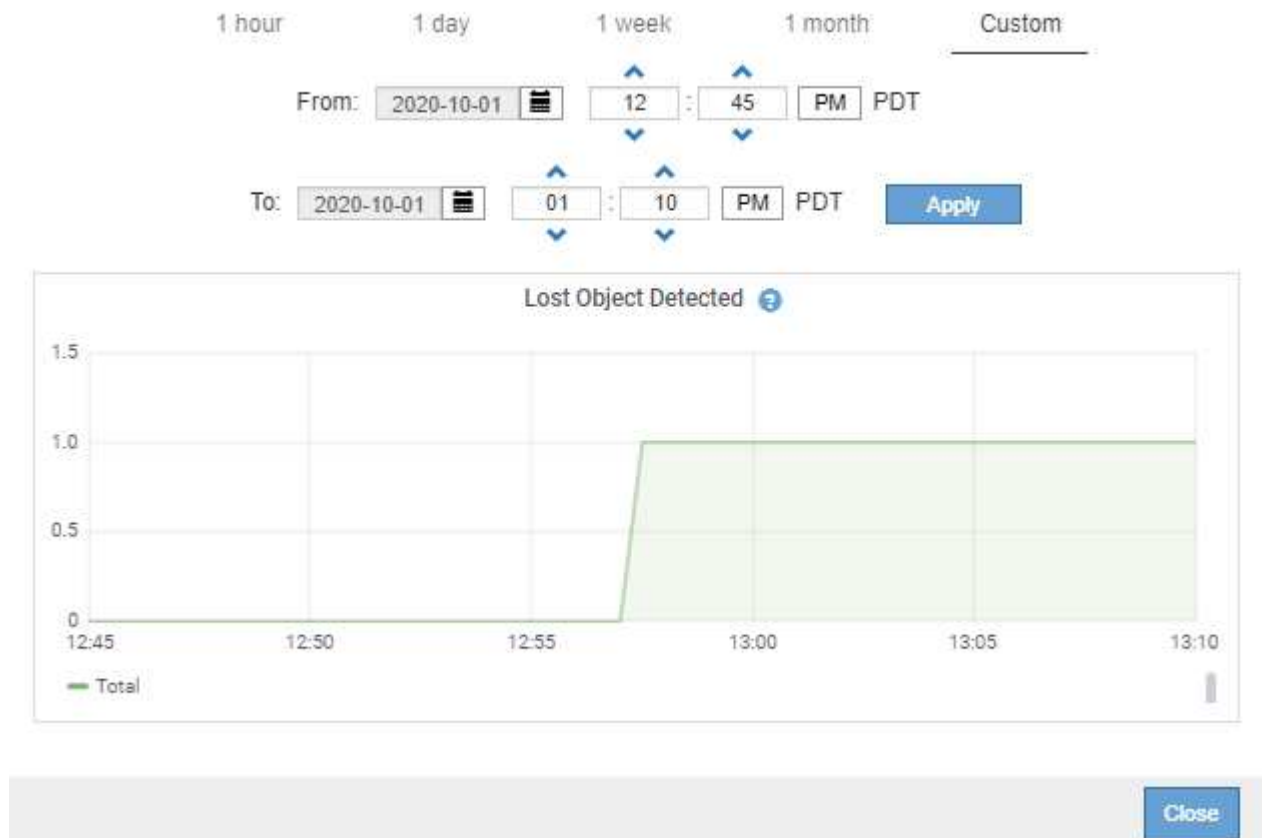 1 hour 1 day 1 week 1 month Custom
From: 2020-10-01 12 : 45 PM PDT
To: 2020-10-01 01 : 10 PM PDT Apply
Lost Object Detected ?
1.5
1.0
0.5
0
12:45 12:50 12:55 13:00 13:05 13:10
Total
Close